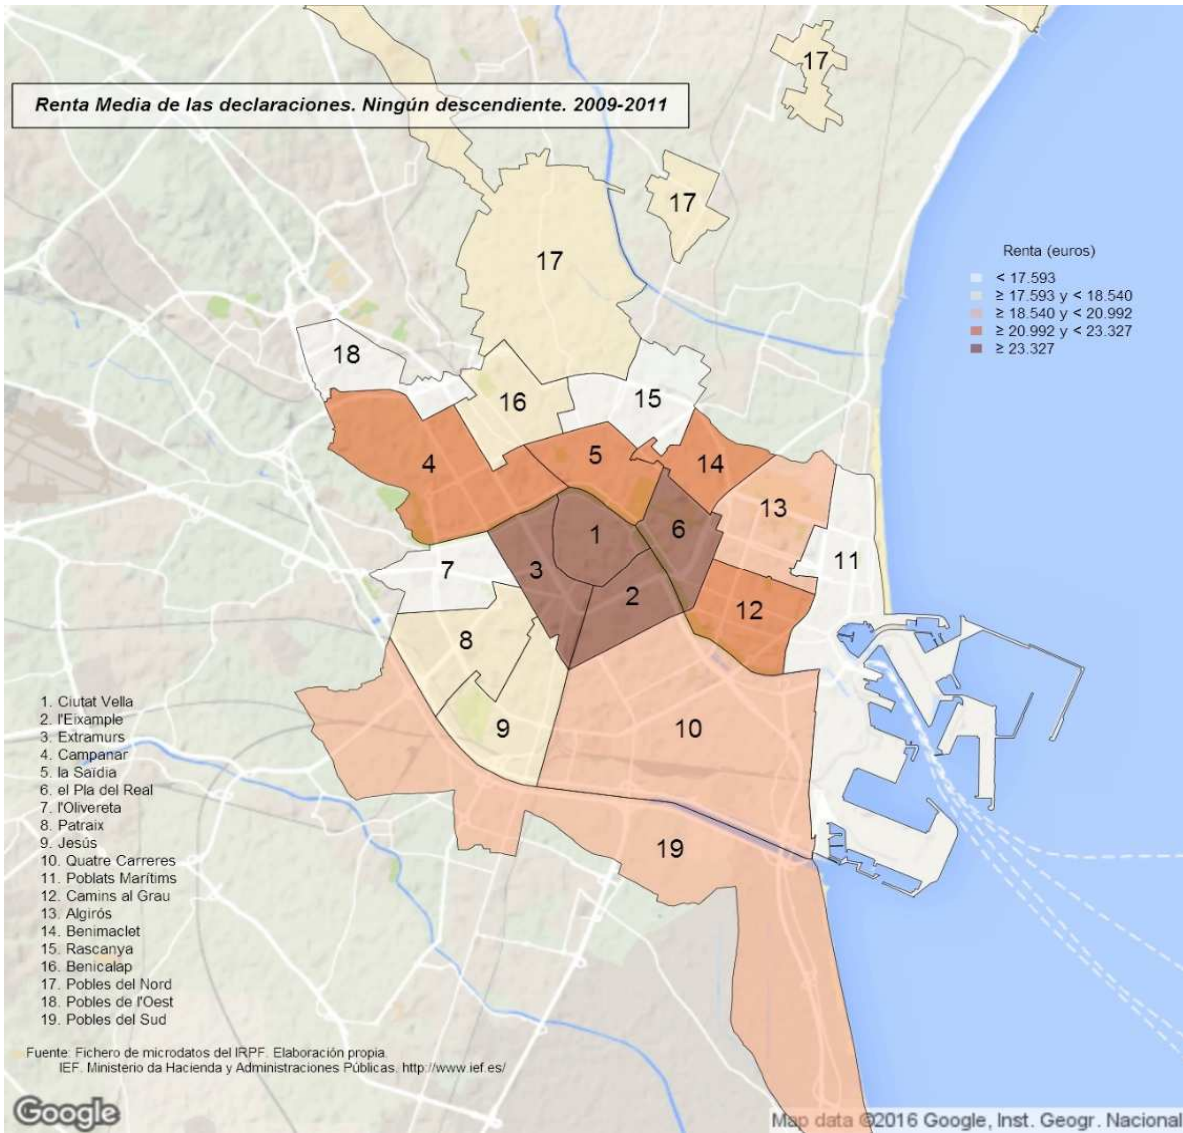 Renta Media de las declaraciones. Ningún descendiente. 2009-2011
17
17
17
Renta (euros)
< 17.593
≥ 17.593 y < 18.540
≥ 18.540 y < 20.992
≥ 20.992 y < 23.327
≥ 23.327
18
16
15
4
5
14
13
1
6
11
7
3
2
12
8
9
10
19
1. Ciutat Vella
2. l'Eixample
3. Extramurs
4. Campanar
5. la Saïdia
6. el Pla del Real
7. l'Olivereta
8. Patraix
9. Jesús
10. Quatre Carreres
11. Poblats Marítims
12. Camins al Grau
13. Algirós
14. Benimaclet
15. Rascanya
16. Benicalap
17. Pobles del Nord
18. Pobles de l'Oest
19. Pobles del Sud
Fuente: Fichero de microdatos del IRPF. Elaboración propia.
IEF. Ministerio da Hacienda y Administraciones Públicas. http://www.ief.es/
Google
Map data ©2016 Google, Inst. Geogr. Nacional